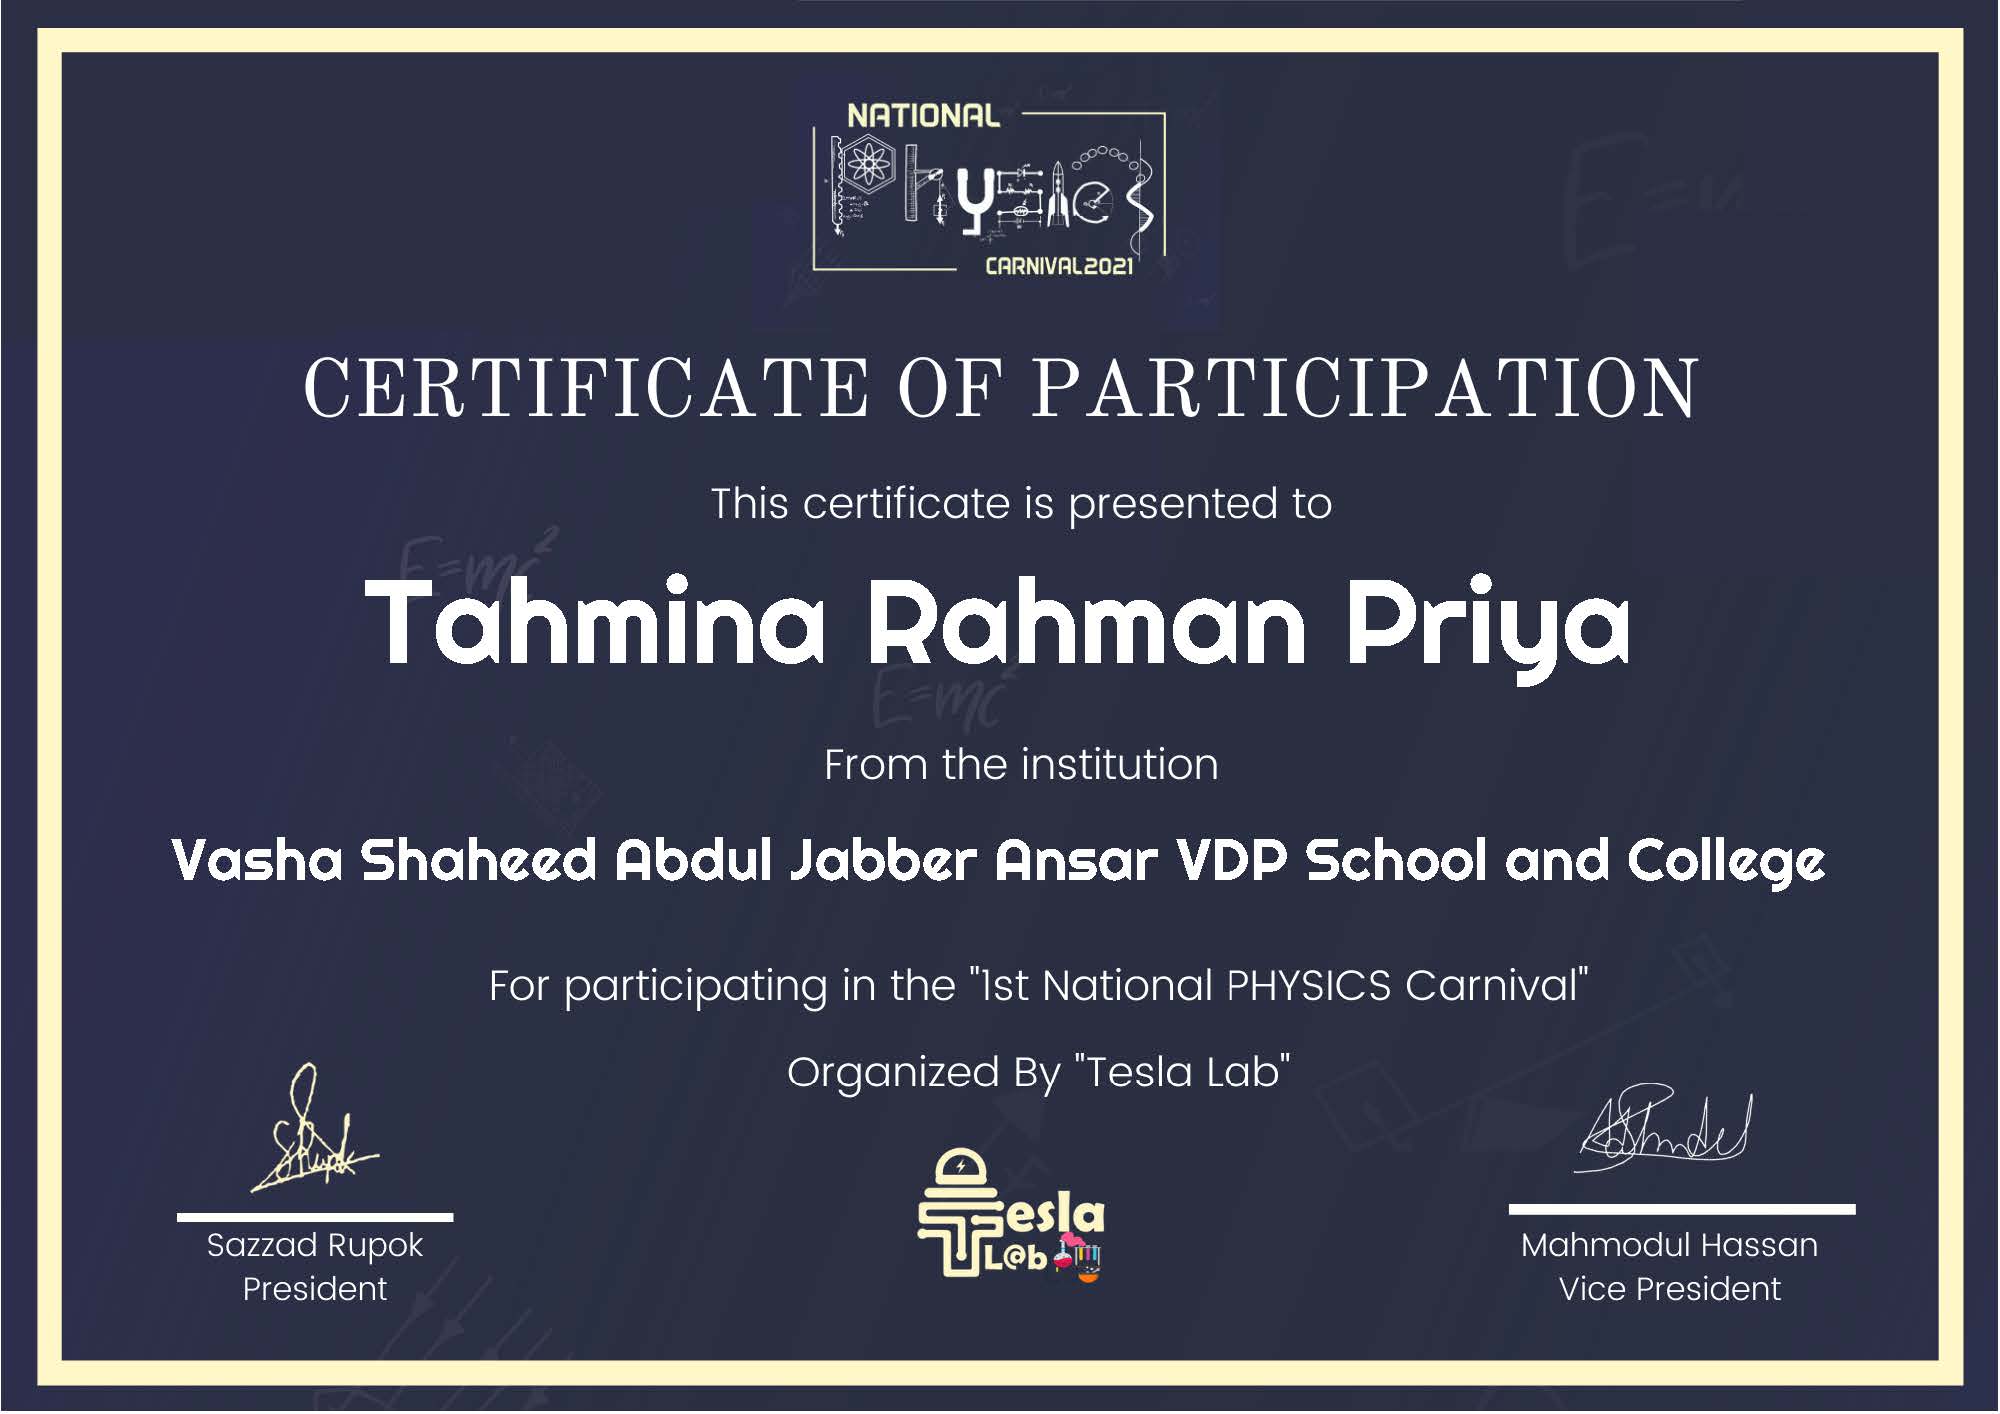 NATIONAL
PHYSICS
CARNIVAL2021
CERTIFICATE OF PARTICIPATION
This certificate is presented to
E=mc²
Tahmina Rahman Priya
E=mc²
From the institution
Vasha Shaheed Abdul Jabber Ansar VDP School and College
For participating in the "1st National PHYSICS Carnival"
Organized By "Tesla Lab"
Tesla
L@b
Sazzad Rupok
President
Mahmodul Hassan
Vice President